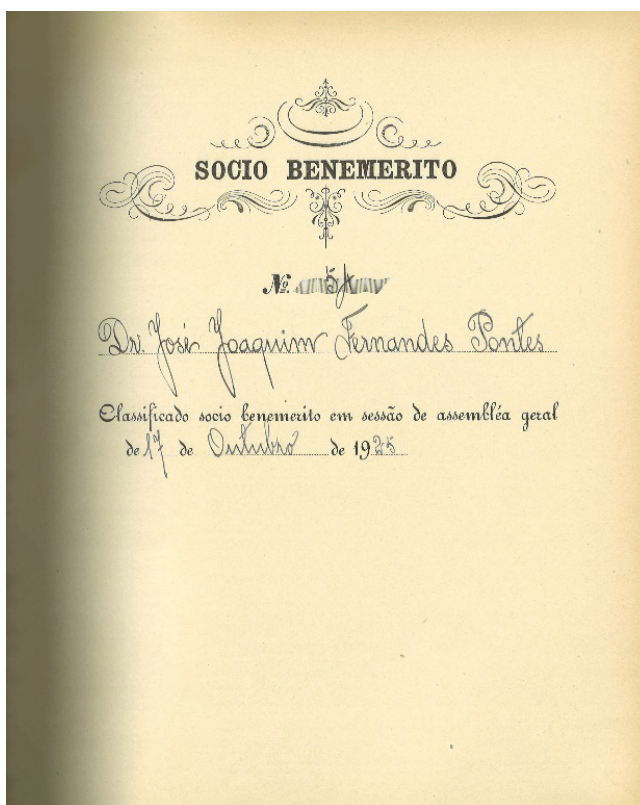 SOCIO BENEMERITO
Nº 5
Dr. José Joaquim Fernandes Pontes
Classificado socio benemerito em sessão de assembléa geral
de 17 de Outubro de 1925